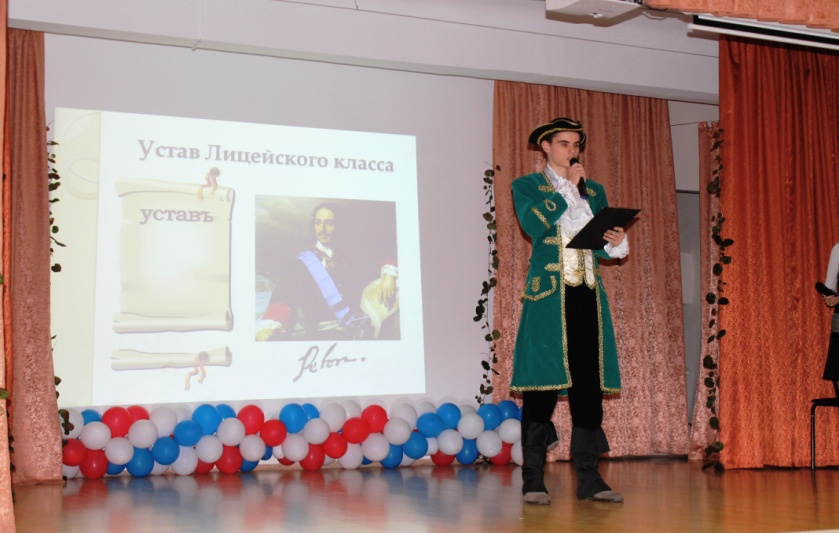 Устав Лицейского класса
уставъ